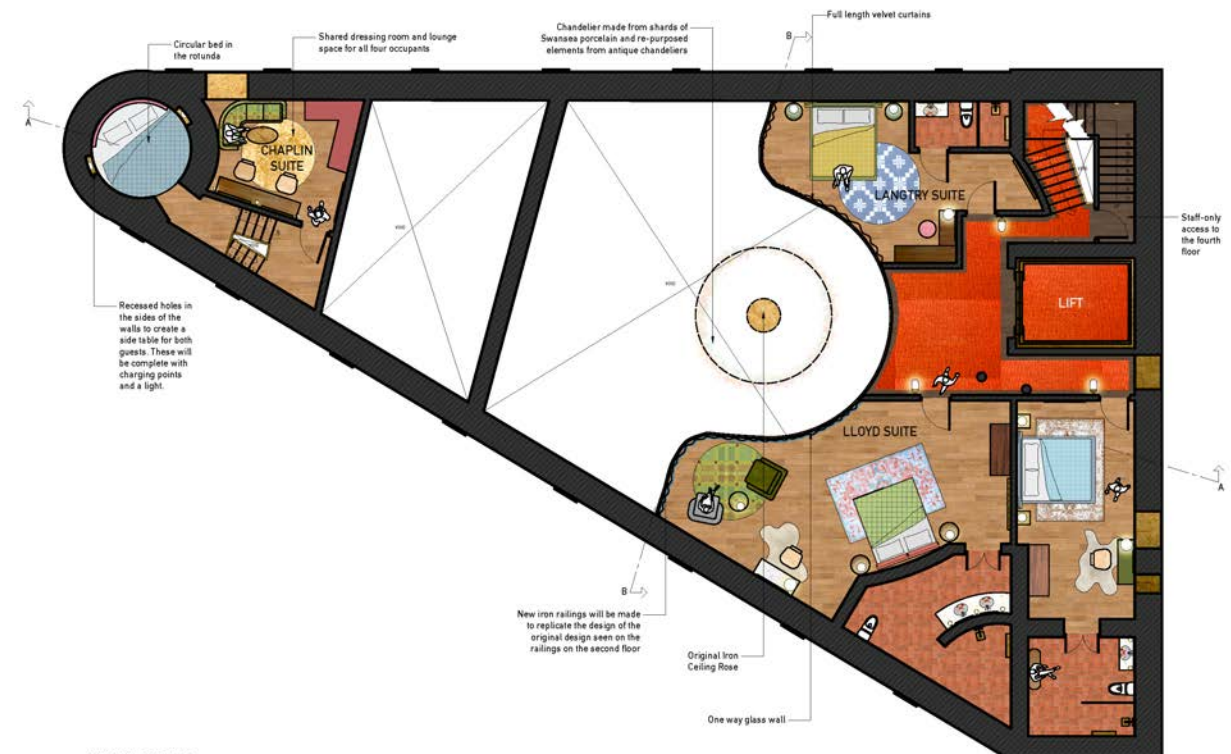 Full length velvet curtains
Chandelier made from ahards of
Swansea porcelain and re-purposed
elements from antique chandeliers
B
Shared dressing room and lounge
space for all four occupants
Circular bed in
the rotunda
A
CHAPLIN
SUITE
LANGTRY SUITE
VOID
VOID
Staff-only
access to
the fourth
floor
Recessed holes in
the sides of the
walls to create a
side table for both
guests. These will
be complete with
charging points
and a light.
LIFT
LLOYD SUITE
A
B
New iron railings will be made
to replicate the design of the
original design seen on the
railings on the second floor
Original Iron
Ceiling Rose
One way glass wall